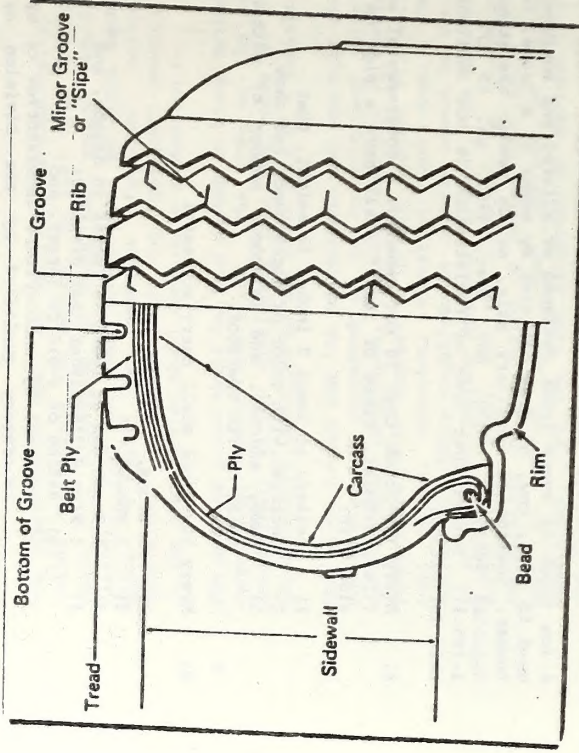 Bottom of Groove
Groove
Belt Ply
Rib
Minor Groove
or "Sipe"
Tread
Ply
Sidewall
Carcass
Bead
Rim